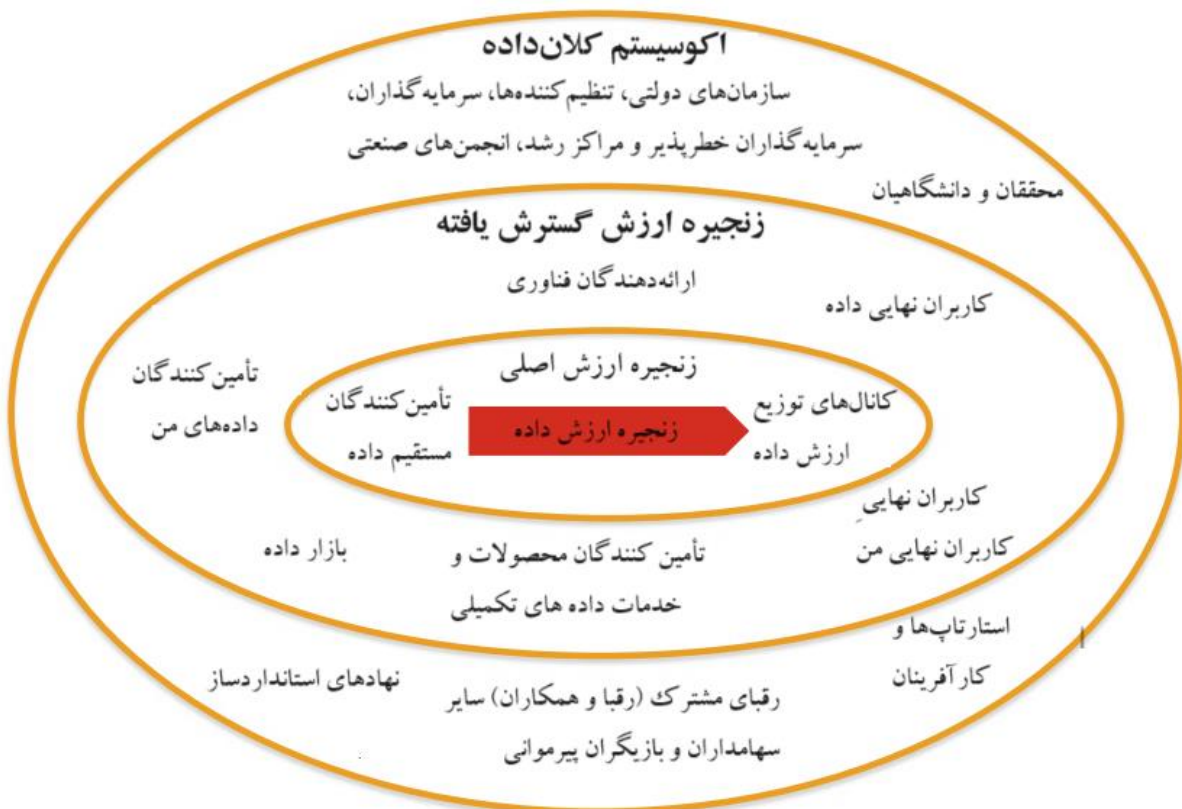 اکوسیستم کلان‌داده
سازمان‌های دولتی، تنظیم‌کننده‌ها، سرمایه‌گذاران،
سرمایه‌گذاران خطرپذیر و مراکز رشد، انجمن‌های صنعتی
محققان و دانشگاهیان
زنجیره ارزش گسترش یافته
ارائه‌دهندگان فناوری
کاربران نهایی داده
زنجیره ارزش اصلی
تأمین‌کنندگان
داده‌های من
کانال‌های توزیع
ارزش داده
زنجیره ارزش داده
تأمین‌کنندگان
مستقیم داده
کاربران نهاییِ
کاربران نهایی من
تأمین کنندگان محصولات و
خدمات داده های تکمیلی
بازار داده
استارتاپ‌ها و
کارآفرینان
رقبای مشترک (رقبا و همکاران) سایر
سهامداران و بازیگران پیرموانی
نهادهای استانداردساز